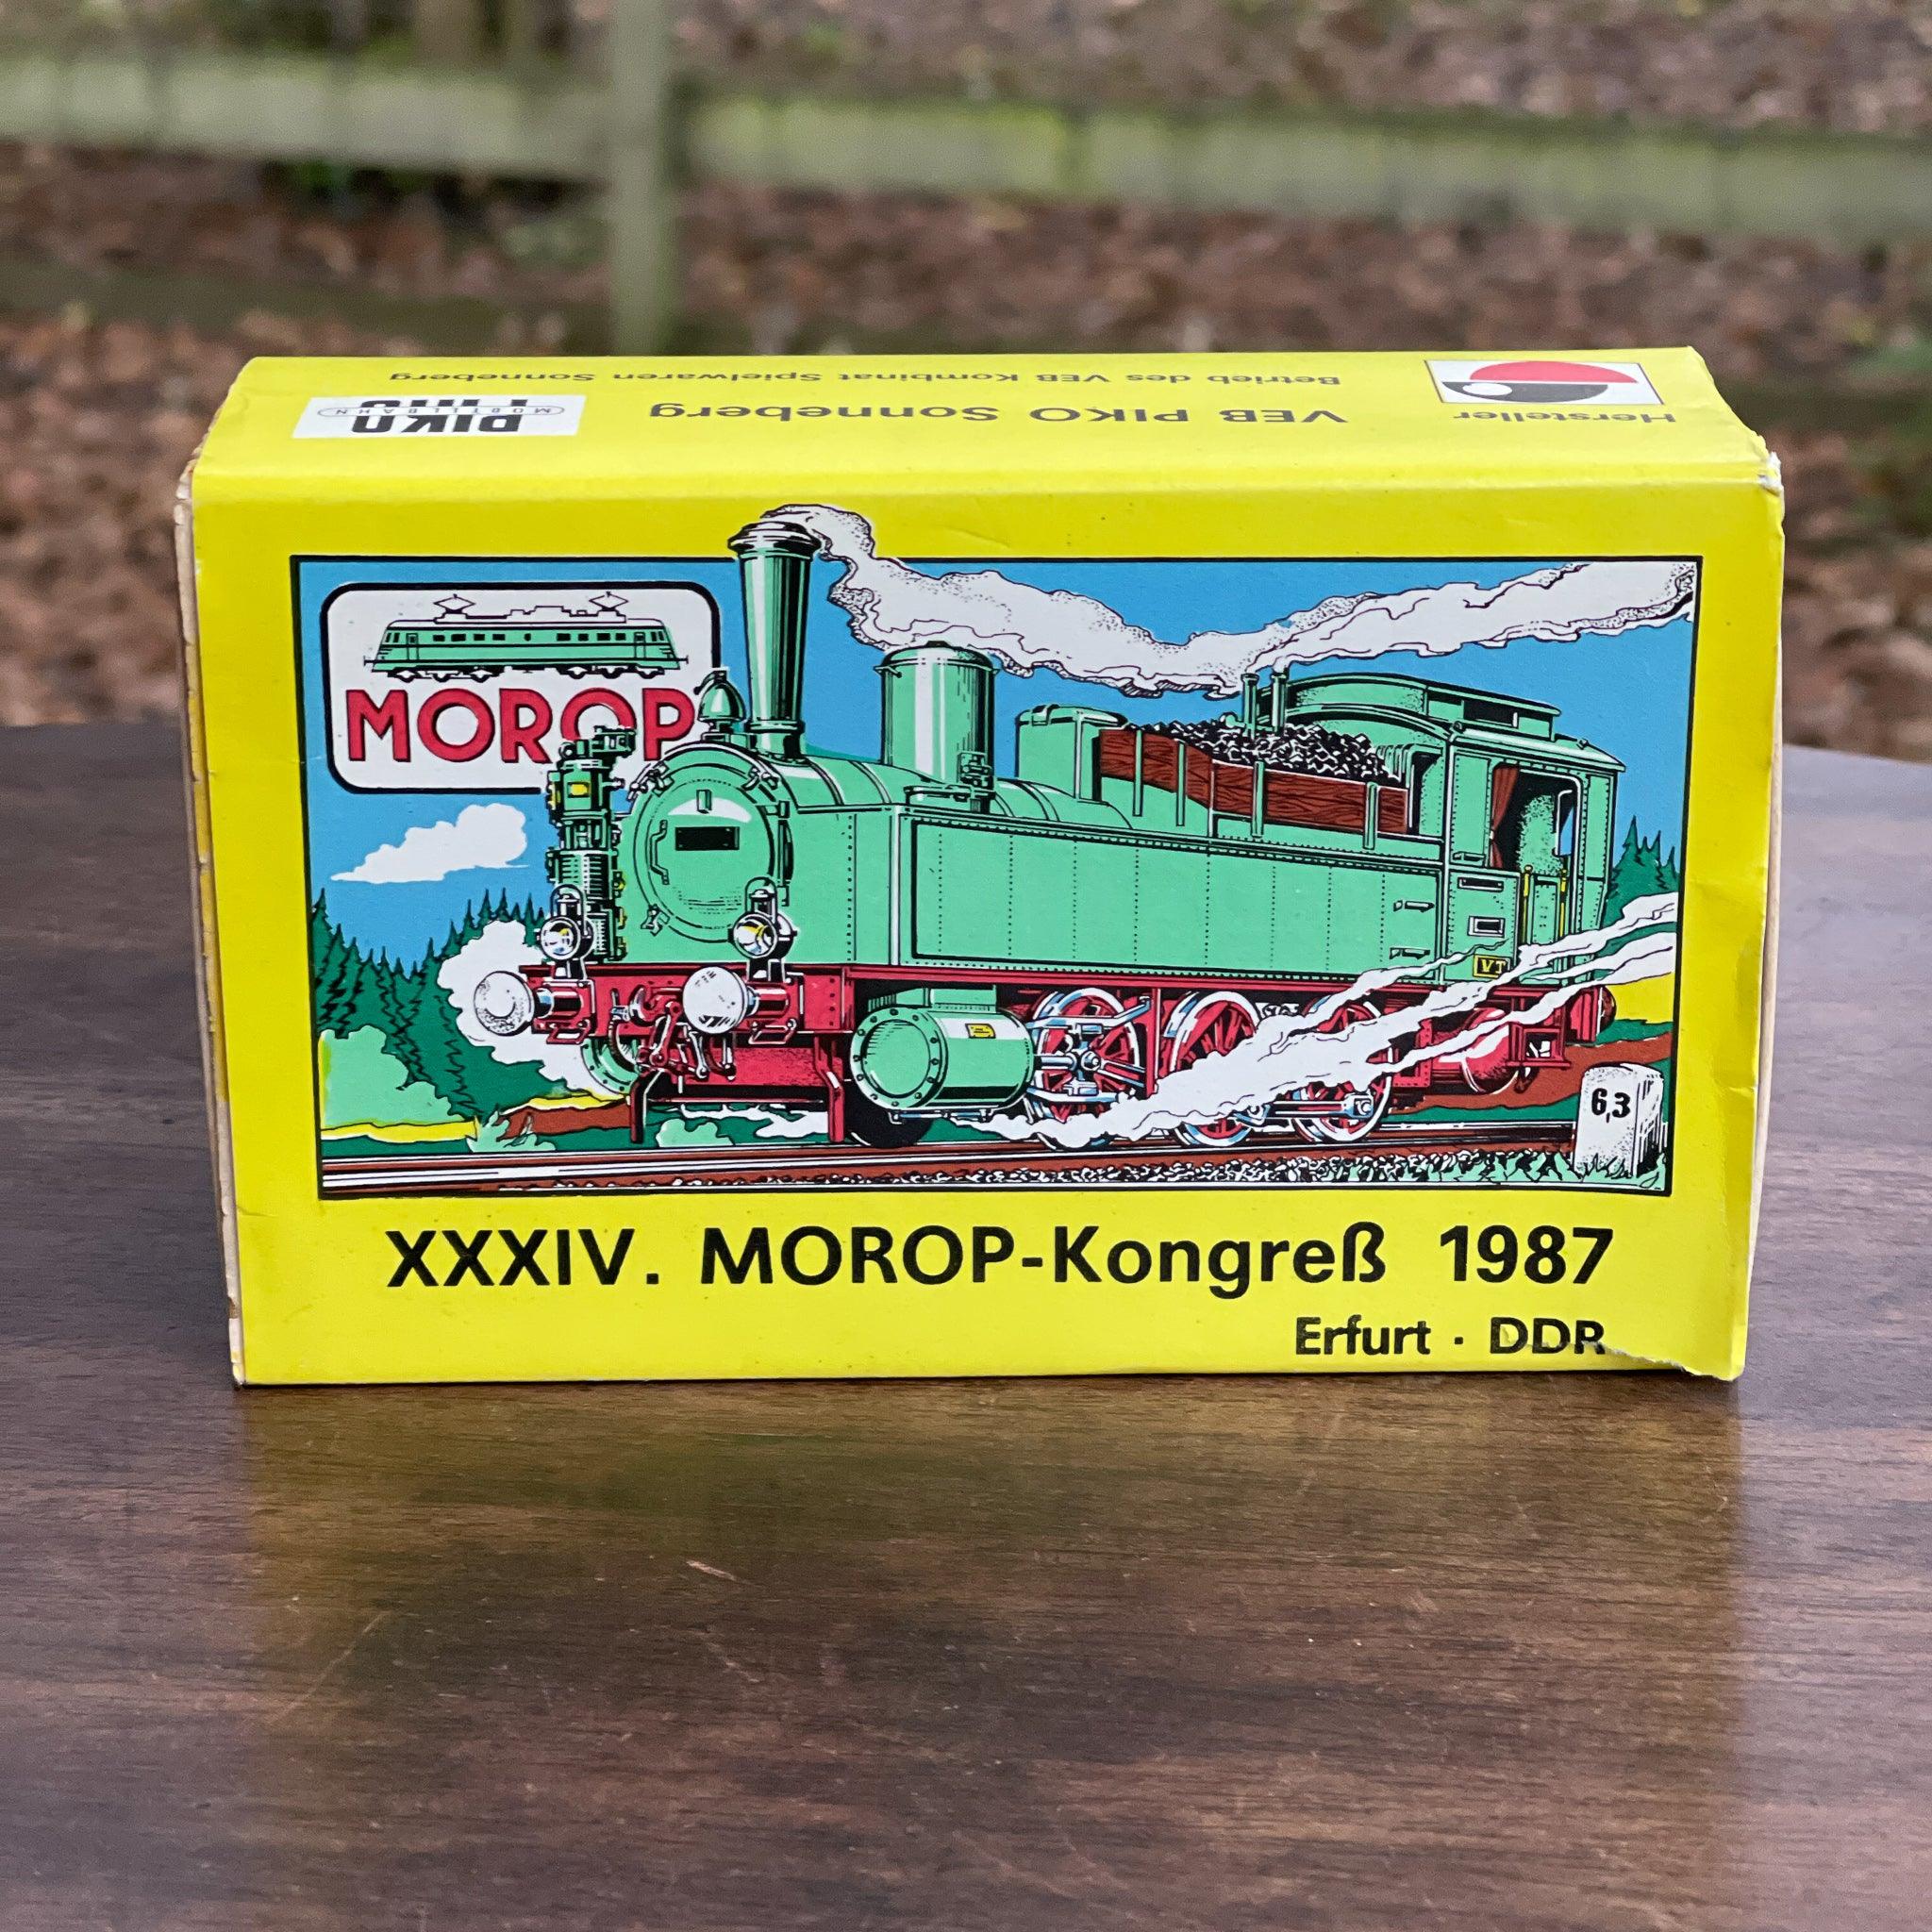 Hersteller
VEB PIKO Sonneberg
Betrieb des VEB Kombinat Spielwaren Sonneberg
PIKO
MODELLBAHN
MOROP
VT
6,3
XXXIV. MOROP-Kongreß 1987
Erfurt · DDR